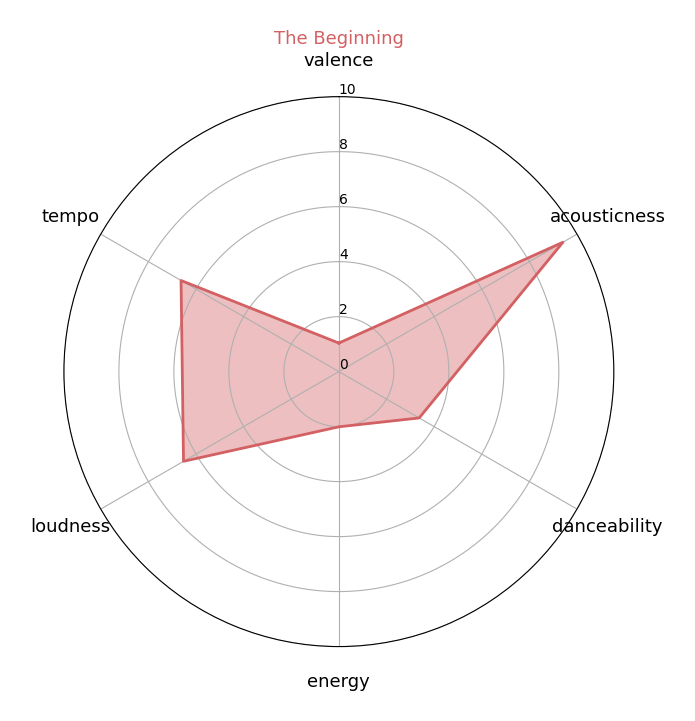 The Beginning
valence
10
8
6
4
2
0
tempo
acousticness
loudness
danceability
energy